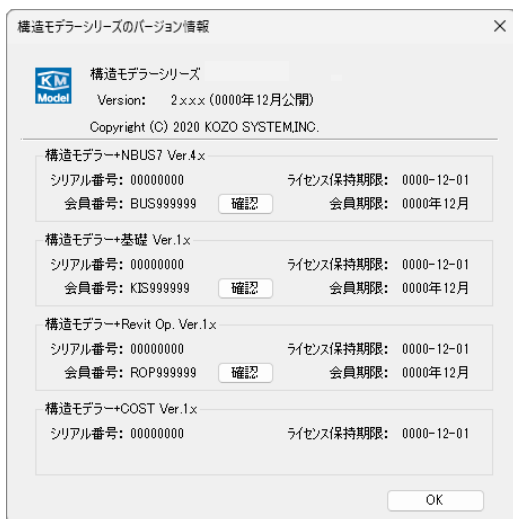 構造モデラーシリーズのバージョン情報
KM
Model
構造モデラーシリーズ
Version: 2xxx (0000年12月公開)
Copyright (C) 2020 KOZO SYSTEM,INC.
構造モデラー+NBUS7 Ver.4x
シリアル番号: 00000000 ライセンス保持期限: 0000-12-01
会員番号: BUS999999 確認 会員期限: 0000年12月
構造モデラー+基礎 Ver.1x
シリアル番号: 00000000 ライセンス保持期限: 0000-12-01
会員番号: KIS999999 確認 会員期限: 0000年12月
構造モデラー+Revit Op. Ver.1x
シリアル番号: 00000000 ライセンス保持期限: 0000-12-01
会員番号: ROP999999 確認 会員期限: 0000年12月
構造モデラー+COST Ver.1x
シリアル番号: 00000000 ライセンス保持期限: 0000-12-01
OK